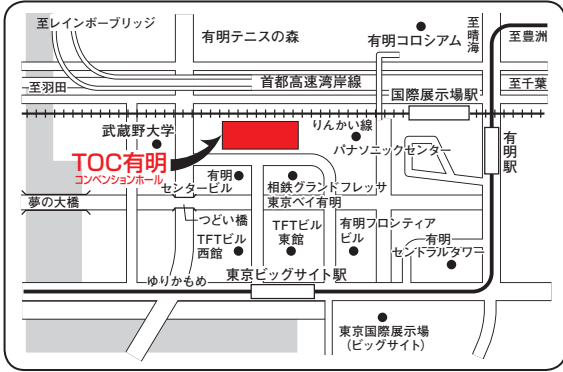 至レインボーブリッジ
有明テニスの森
有明コロシアム
至晴海
至豊洲
至羽田
首都高速湾岸線
国際展示場駅
至千葉
武蔵野大学
りんかい線
パナソニックセンター
有明駅
TOC有明
コンベンションホール
有明
センタービル
相鉄グランドフレッサ
東京ベイ有明
夢の大橋
つどい橋
TFTビル
西館
TFTビル
東館
有明フロンティア
ビル
有明
セントラルタワー
ゆりかもめ
東京ビッグサイト駅
東京国際展示場
(ビッグサイト)